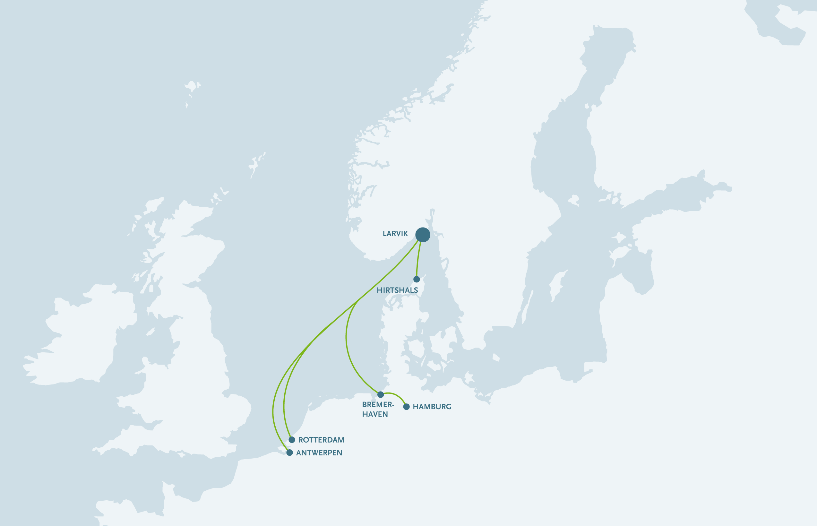 LARVIK
HIRTSHALS
BREMER-
HAVEN
HAMBURG
ROTTERDAM
ANTWERPEN